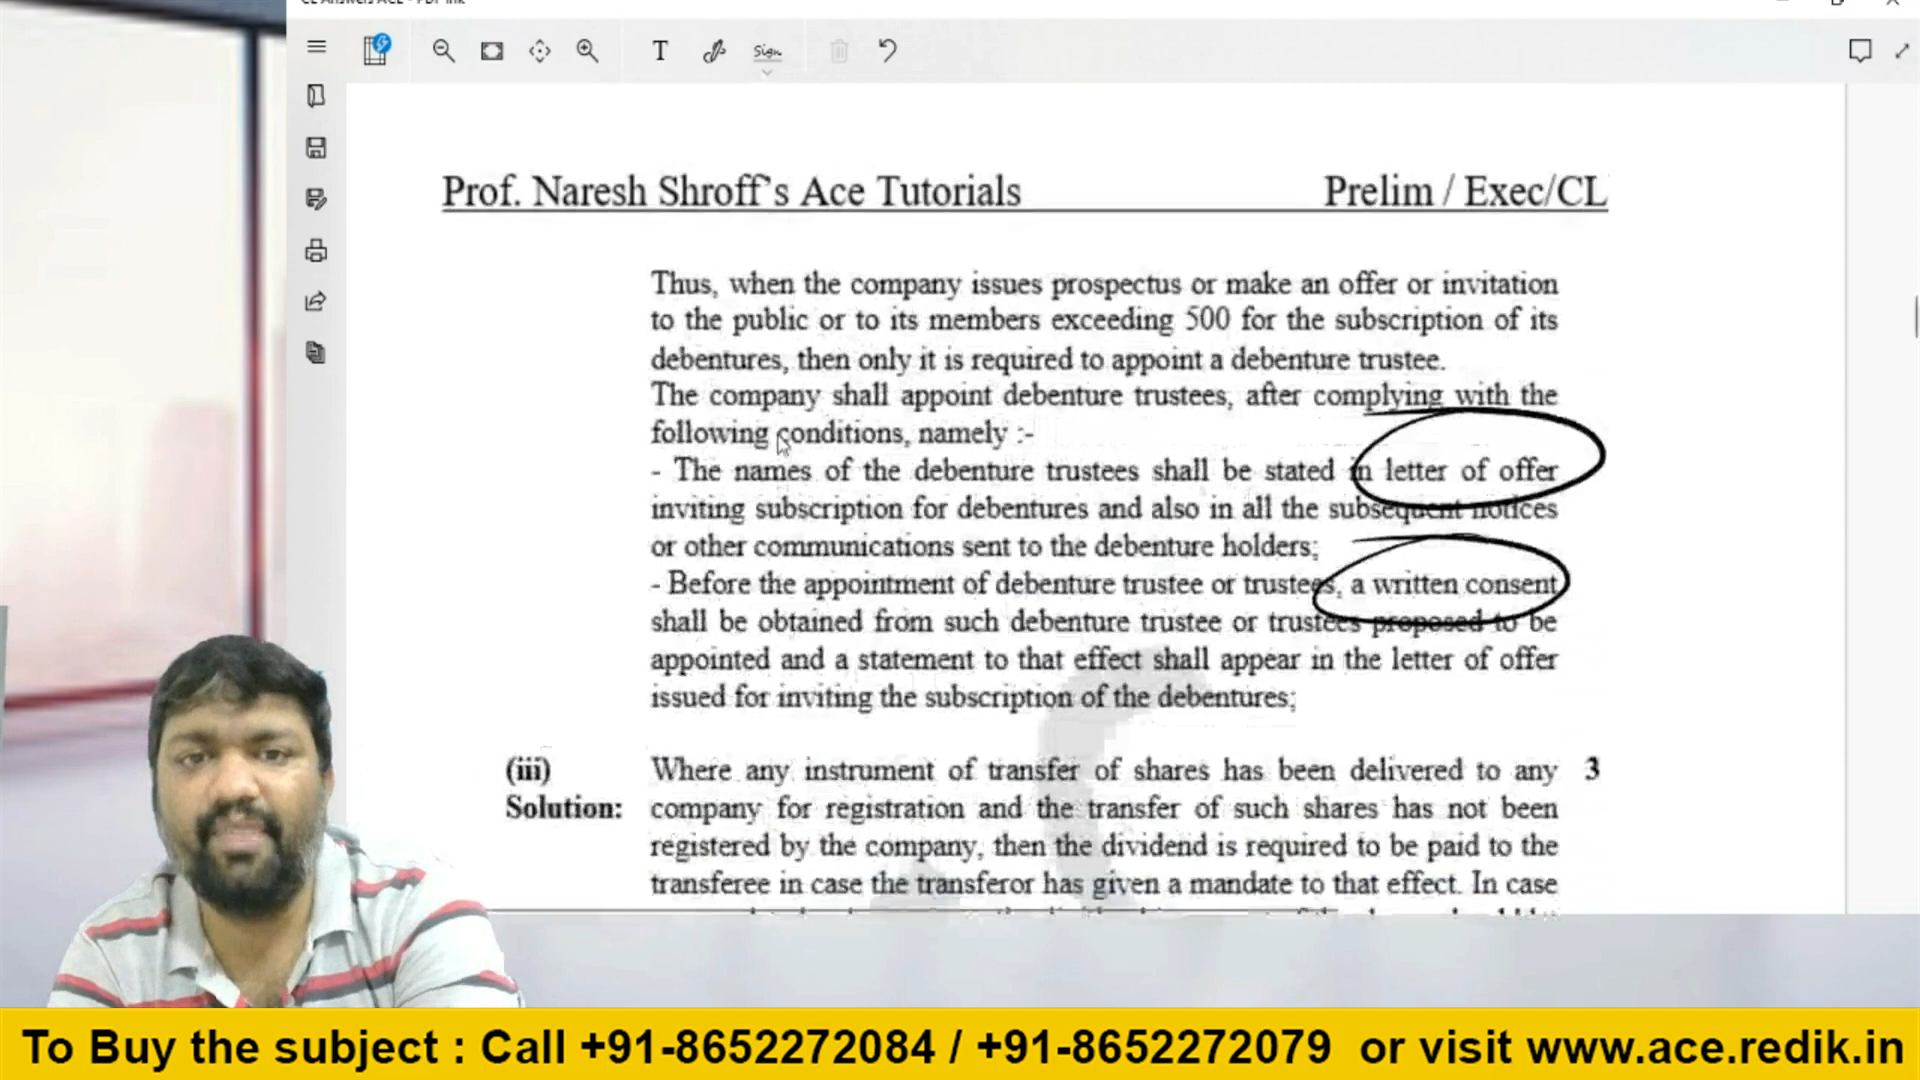 Sign
Prof. Naresh Shroff's Ace Tutorials Prelim / Exec/CL
Thus, when the company issues prospectus or make an offer or invitation
to the public or to its members exceeding 500 for the subscription of its
debentures, then only it is required to appoint a debenture trustee.
The company shall appoint debenture trustees, after complying with the
following conditions, namely :-
- The names of the debenture trustees shall be stated in letter of offer
inviting subscription for debentures and also in all the subsequent notices
or other communications sent to the debenture holders;
- Before the appointment of debenture trustee or trustees, a written consent
shall be obtained from such debenture trustee or trustees proposed to be
appointed and a statement to that effect shall appear in the letter of offer
issued for inviting the subscription of the debentures;
(iii) Where any instrument of transfer of shares has been delivered to any 3
Solution: company for registration and the transfer of such shares has not been
registered by the company, then the dividend is required to be paid to the
transferee in case the transferor has given a mandate to that effect. In case
To Buy the subject : Call +91-8652272084 / +91-8652272079 or visit www.ace.redik.in